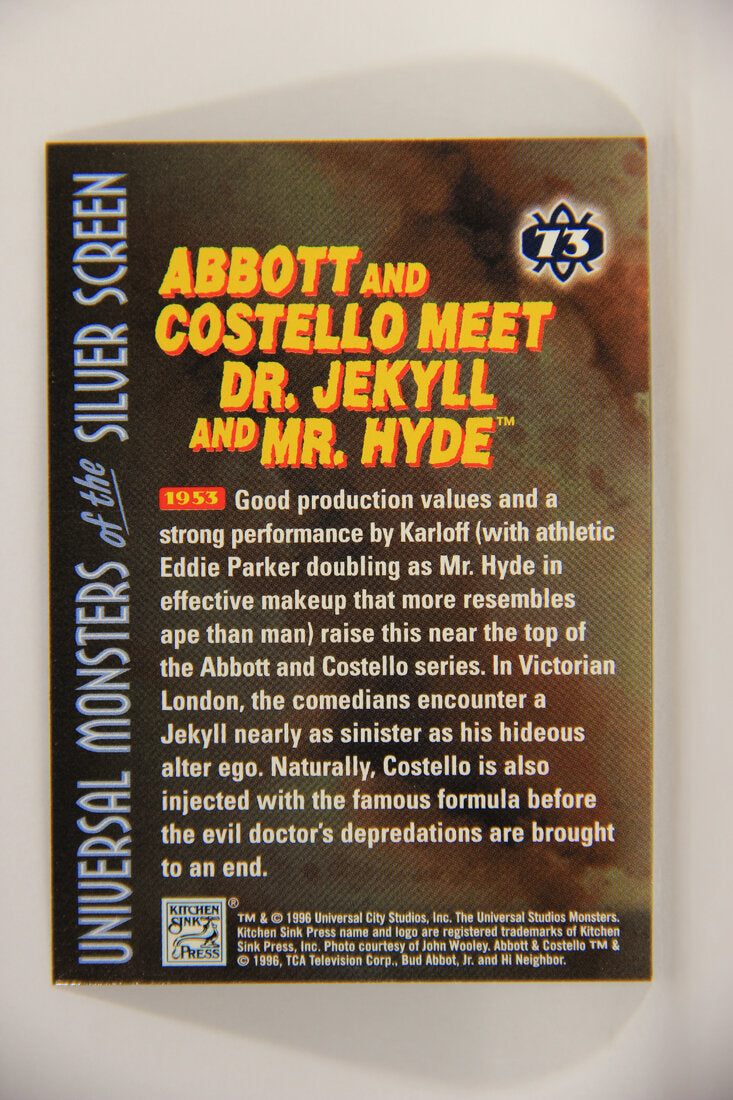 UNIVERSAL MONSTERS of the SILVER SCREEN
73
ABBOTT AND
COSTELLO MEET
DR. JEKYLL
AND MR. HYDE™
1953 Good production values and a
strong performance by Karloff (with athletic
Eddie Parker doubling as Mr. Hyde in
effective makeup that more resembles
ape than man) raise this near the top of
the Abbott and Costello series. In Victorian
London, the comedians encounter a
Jekyll nearly as sinister as his hideous
alter ego. Naturally, Costello is also
injected with the famous formula before
the evil doctor's depredations are brought
to an end.
KITCHEN
SINK
PRESS
®
TM & © 1996 Universal City Studios, Inc. The Universal Studios Monsters.
Kitchen Sink Press name and logo are registered trademarks of Kitchen
Sink Press, Inc. Photo courtesy of John Wooley. Abbott & Costello TM &
© 1996, TCA Television Corp., Bud Abbot, Jr. and Hi Neighbor.